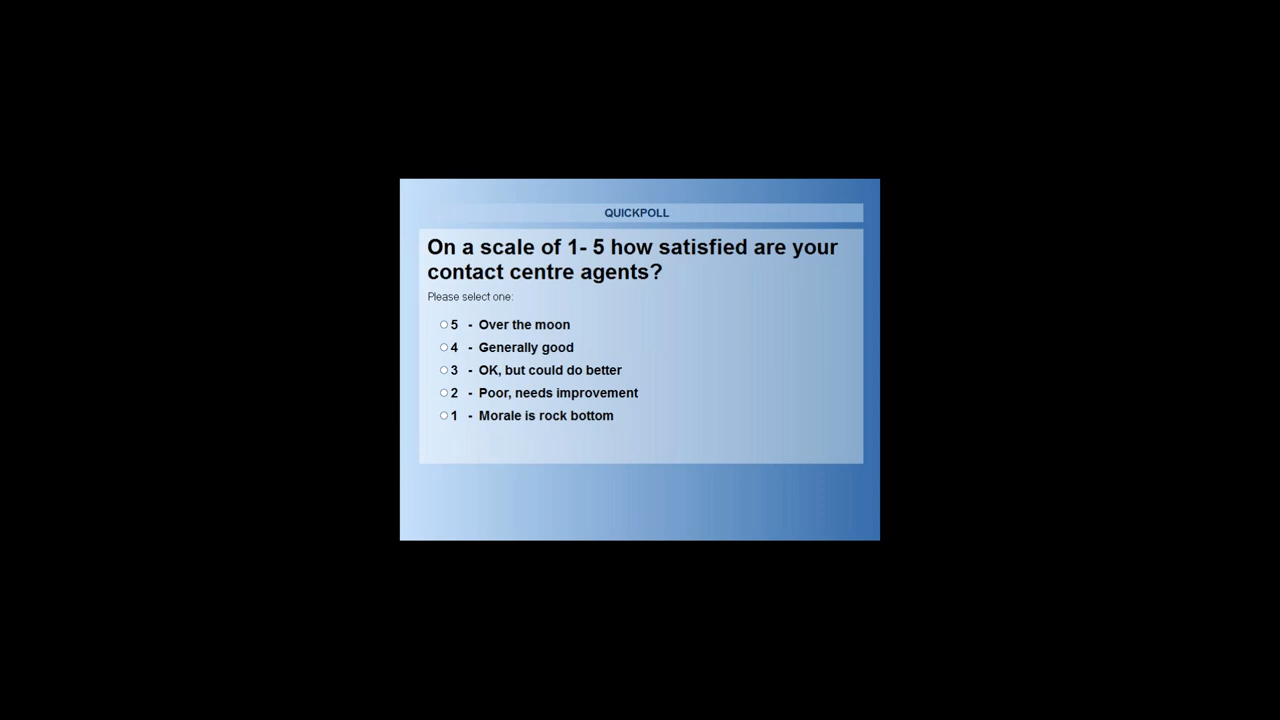 QUICKPOLL
On a scale of 1- 5 how satisfied are your
contact centre agents?
Please select one:
5 - Over the moon
4 - Generally good
3 - OK, but could do better
2 - Poor, needs improvement
1 - Morale is rock bottom